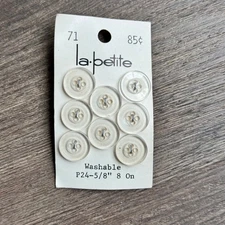 71 85¢
la·petite
Washable
P24-5/8" 8 On